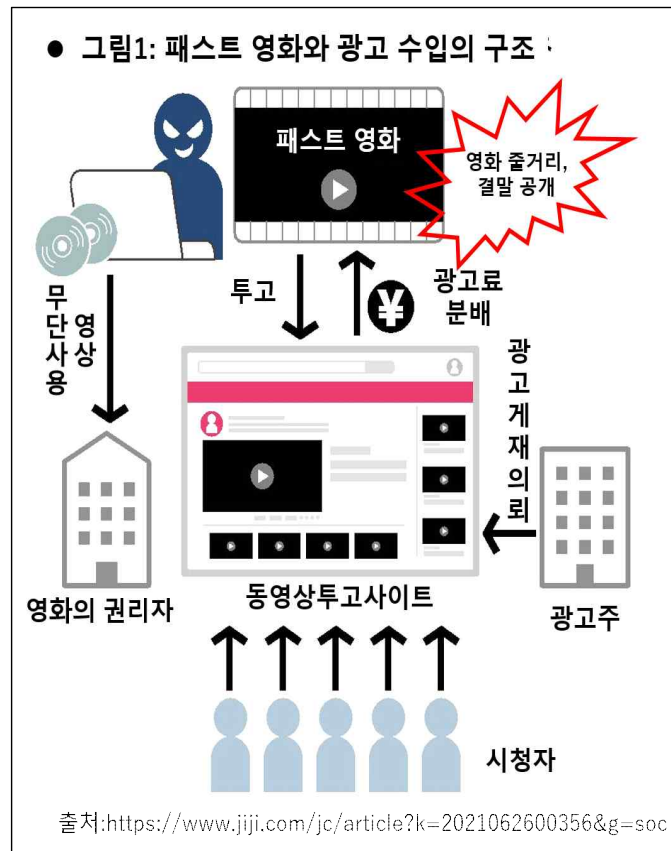 ● 그림1: 패스트 영화와 광고 수입의 구조
패스트 영화
영화 줄거리,
결말 공개
투고
¥
광고료
분배
무단사용
영상
광고게재의뢰
영화의 권리자
동영상투고사이트
광고주
시청자
출처:https://www.jiji.com/jc/article?k=2021062600356&g=soc